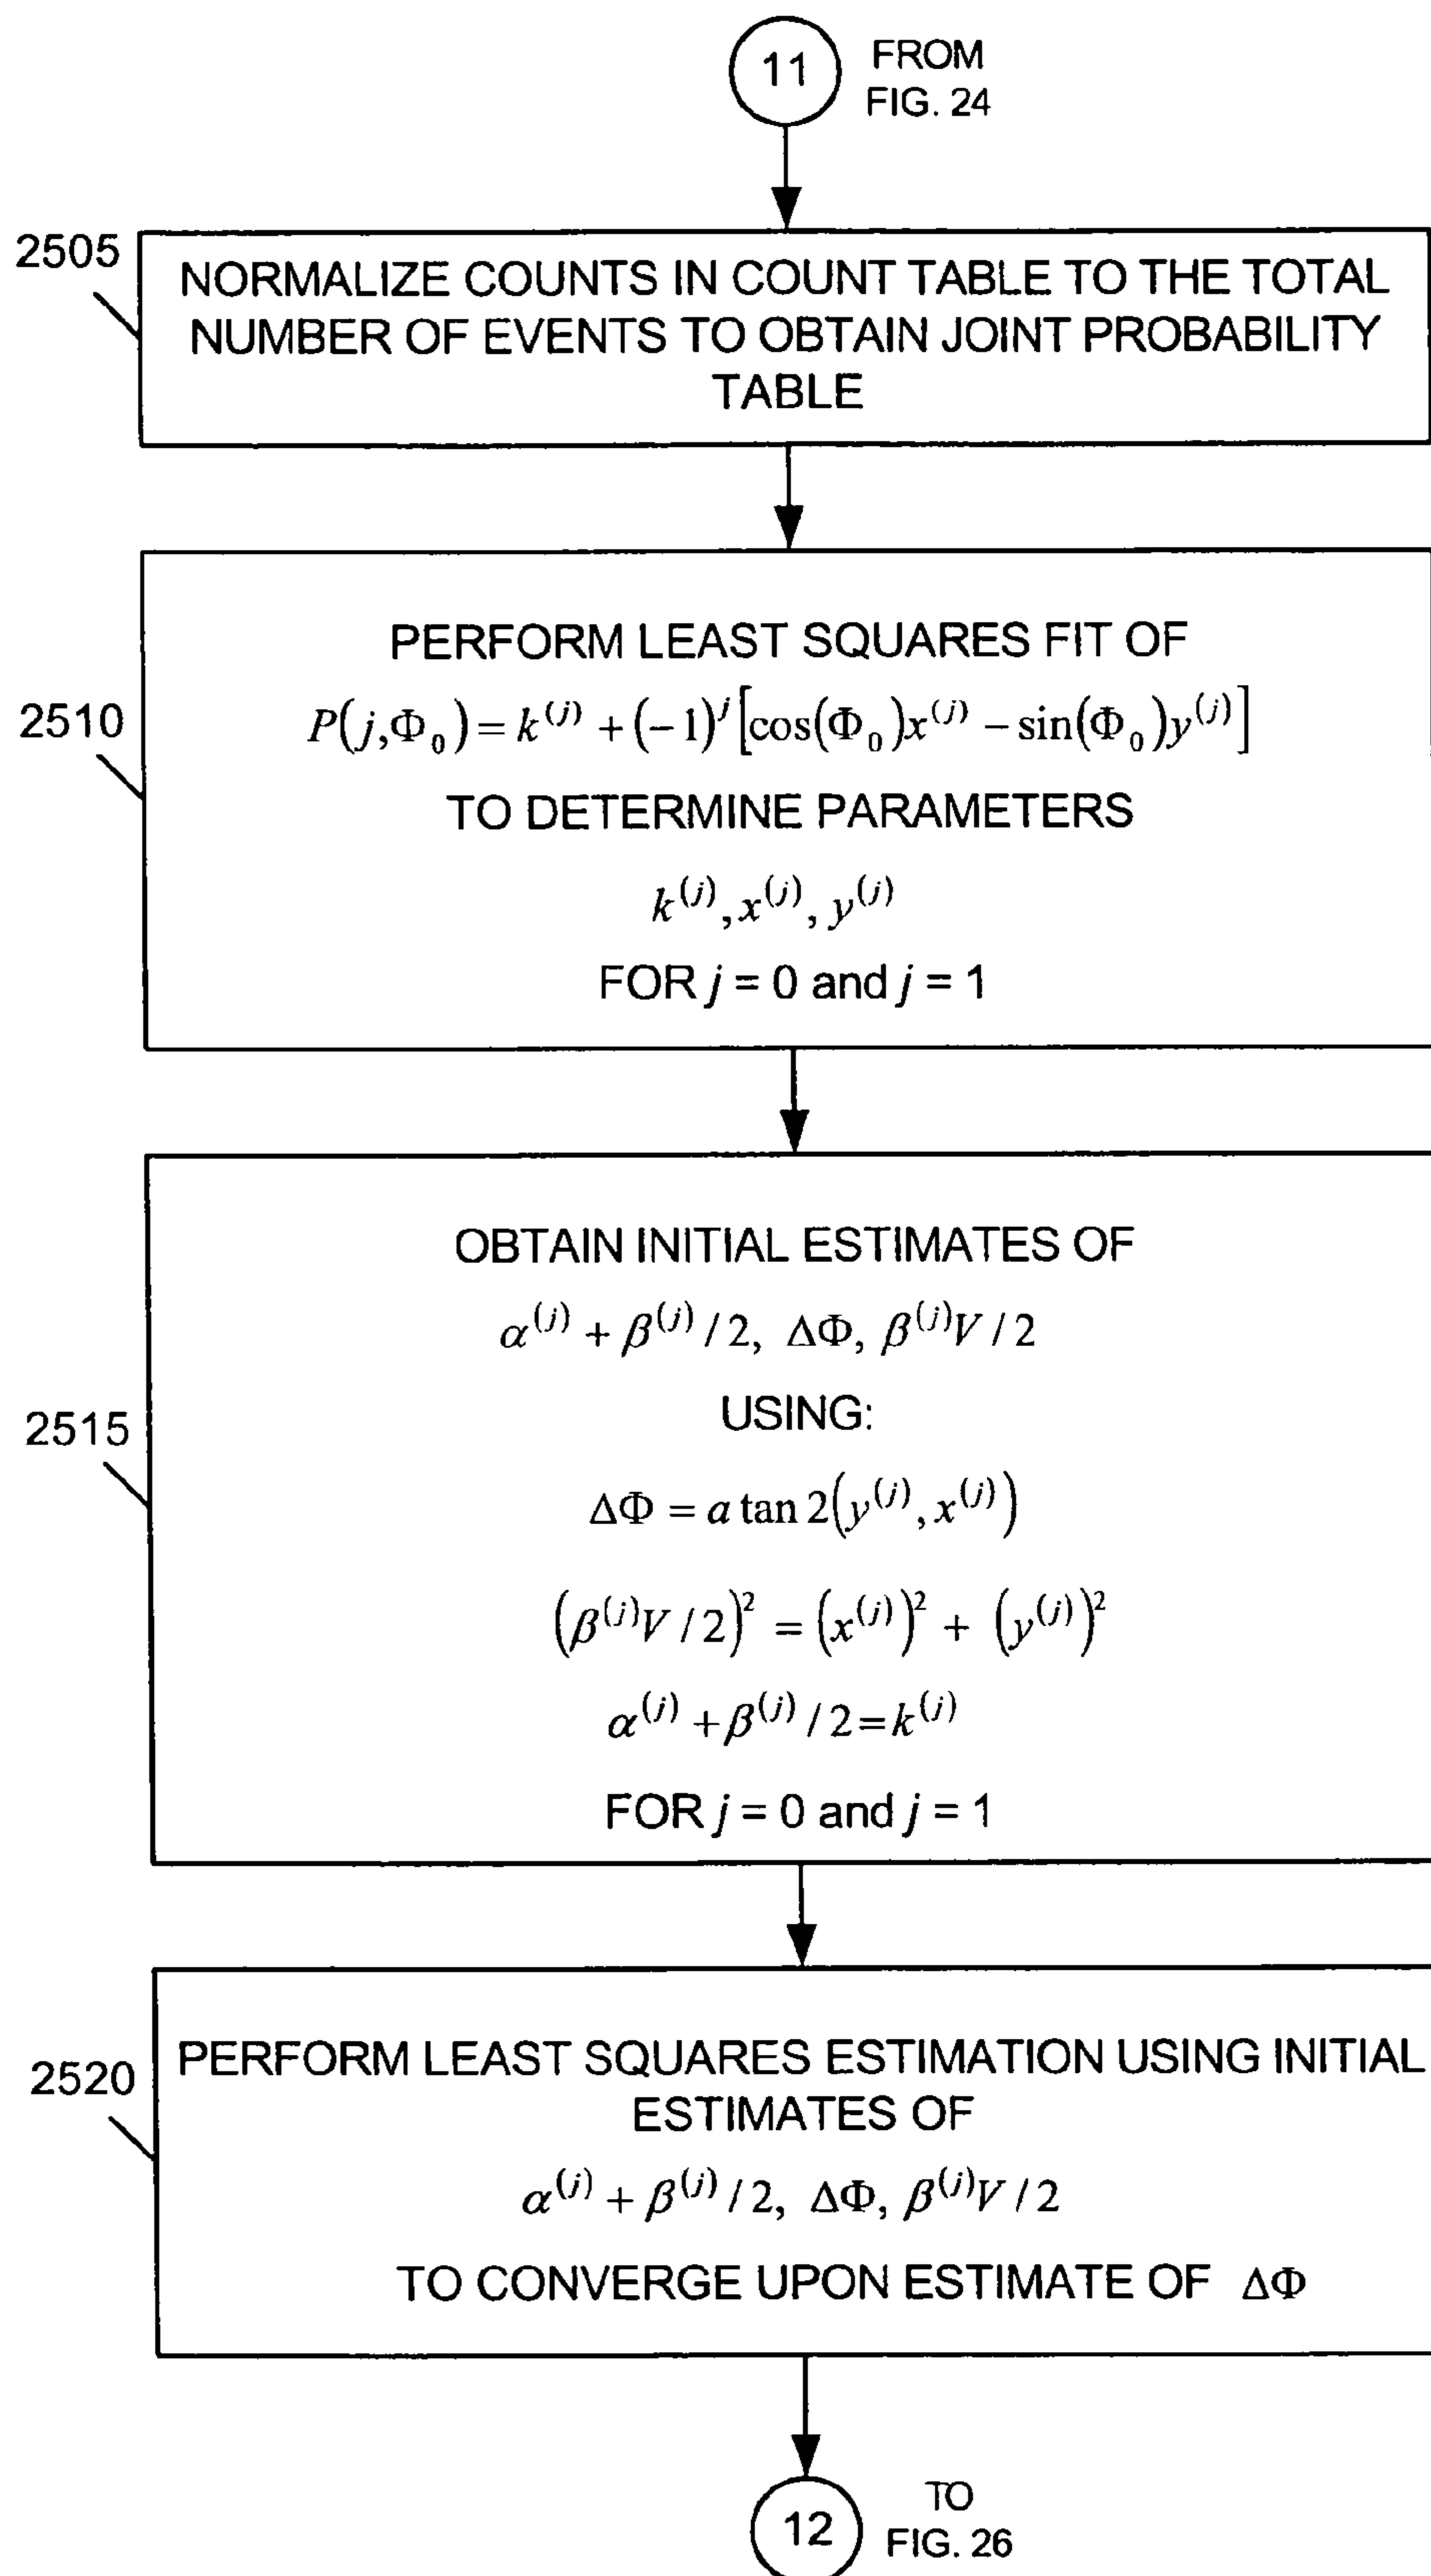 11 FROM
FIG. 24
2505
NORMALIZE COUNTS IN COUNT TABLE TO THE TOTAL
NUMBER OF EVENTS TO OBTAIN JOINT PROBABILITY
TABLE
2510
PERFORM LEAST SQUARES FIT OF
P(j,Φ₀) = k^(j) + (−1)^j [cos(Φ₀)x^(j) − sin(Φ₀)y^(j)]
TO DETERMINE PARAMETERS
k^(j), x^(j), y^(j)
FOR j = 0 and j = 1
2515
OBTAIN INITIAL ESTIMATES OF
α^(j) + β^(j) / 2, ΔΦ, β^(j)V / 2
USING:
ΔΦ = a tan 2(y^(j), x^(j))
(β^(j)V / 2)² = (x^(j))² + (y^(j))²
α^(j) + β^(j) / 2 = k^(j)
FOR j = 0 and j = 1
2520
PERFORM LEAST SQUARES ESTIMATION USING INITIAL
ESTIMATES OF
α^(j) + β^(j) / 2, ΔΦ, β^(j)V / 2
TO CONVERGE UPON ESTIMATE OF ΔΦ
12 TO
FIG. 26